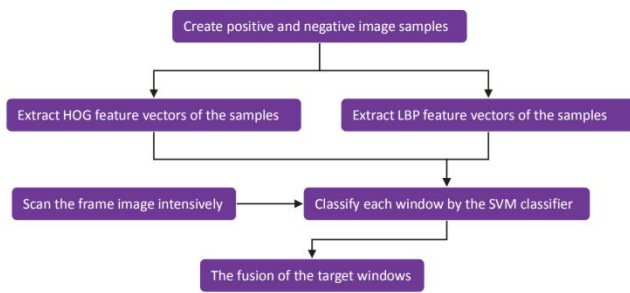 Create positive and negative image samples
Extract HOG feature vectors of the samples
Extract LBP feature vectors of the samples
Scan the frame image intensively
Classify each window by the SVM classifier
The fusion of the target windows